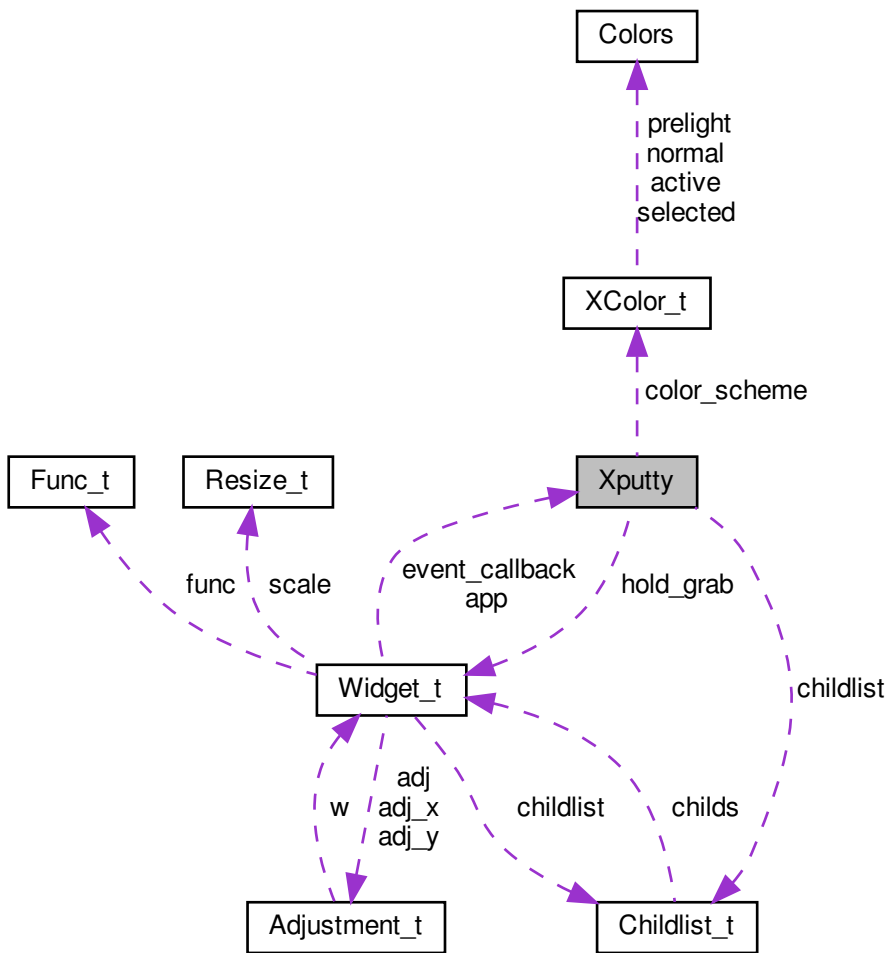 Colors
prelight
normal
active
selected
XColor_t
color_scheme
Func_t
Resize_t
Xputty
func
scale
event_callback
app
hold_grab
Widget_t
childlist
w
adj
adj_x
adj_y
childlist
childs
Adjustment_t
Childlist_t